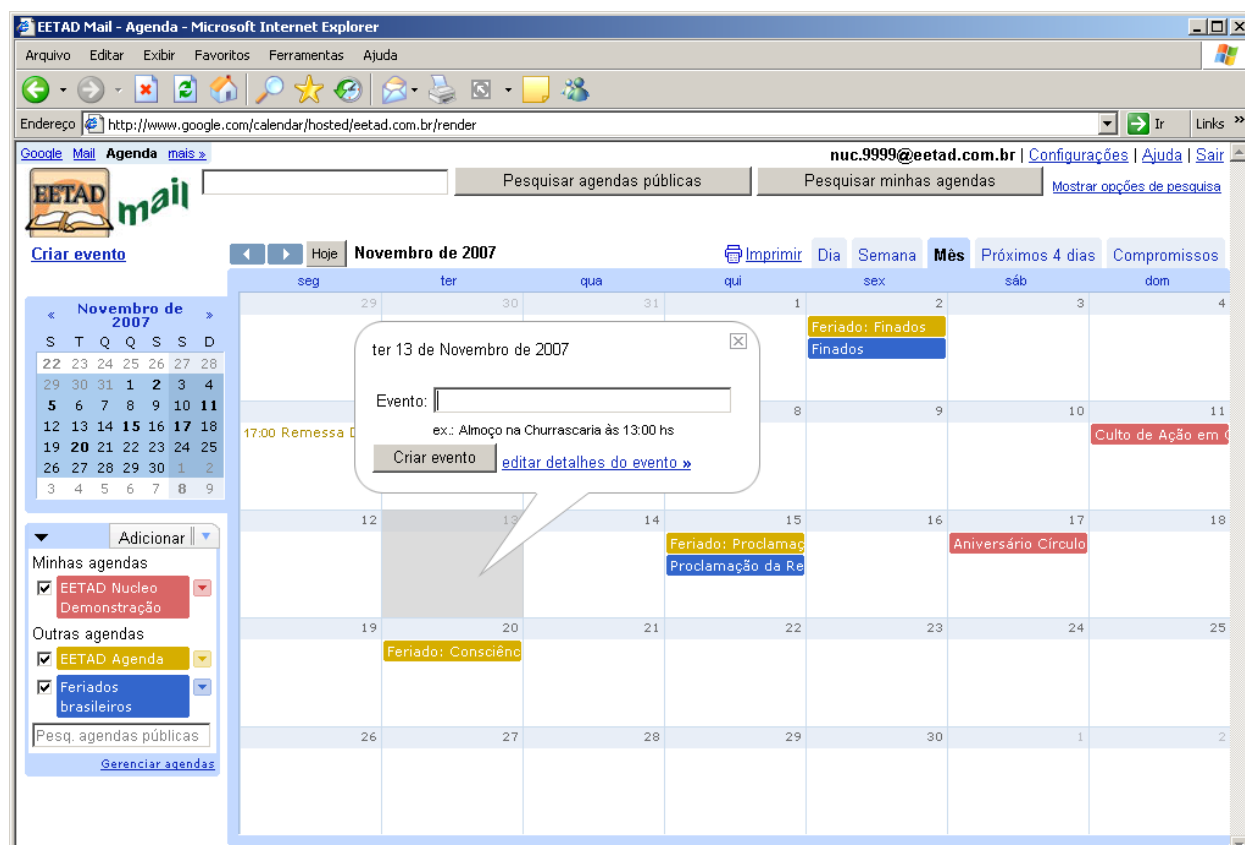 EETAD Mail - Agenda - Microsoft Internet Explorer
Arquivo Editar Exibir Favoritos Ferramentas Ajuda
Endereço http://www.google.com/calendar/hosted/eetad.com.br/render Ir Links »
Google Mail Agenda mais » nuc.9999@eetad.com.br | Configurações | Ajuda | Sair
EETAD mail Pesquisar agendas públicas Pesquisar minhas agendas Mostrar opções de pesquisa
Criar evento Hoje Novembro de 2007 Imprimir Dia Semana Mês Próximos 4 dias Compromissos
« Novembro de 2007 »
S T Q Q S S D
22 23 24 25 26 27 28
29 30 31 1 2 3 4
5 6 7 8 9 10 11
12 13 14 15 16 17 18
19 20 21 22 23 24 25
26 27 28 29 30 1 2
3 4 5 6 7 8 9
Adicionar
Minhas agendas
EETAD Nucleo
Demonstração
Outras agendas
EETAD Agenda
Feriados
brasileiros
Pesq. agendas públicas
Gerenciar agendas
seg ter qua qui sex sáb dom
29 30 31 1 2 3 4
Feriado: Finados
Finados
ter 13 de Novembro de 2007
Evento:
ex.: Almoço na Churrascaria às 13:00 hs
Criar evento editar detalhes do evento »
8 9 10 11
17:00 Remessa Culto de Ação em
12 13 14 15 16 17 18
Feriado: Proclamaç Aniversário Círculo
Proclamação da Re
19 20 21 22 23 24 25
Feriado: Consciênc
26 27 28 29 30 1 2